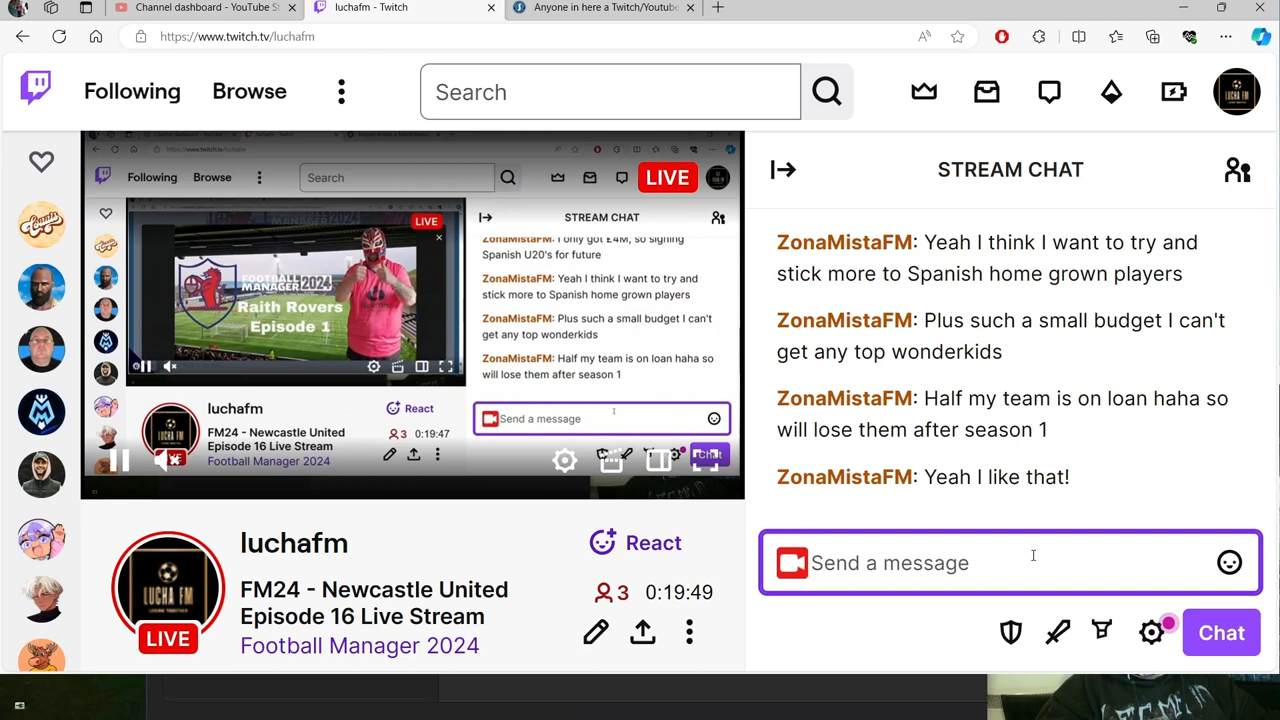 Channel dashboard - YouTube St
luchafm - Twitch
Anyone in here a Twitch/Youtube
https://www.twitch.tv/luchafm
Following
Browse
Search
LUCHA FM
Following
Browse
Search
LIVE
LIVE
FOOTBALL
MANAGER 2024
Raith Rovers
Episode 1
STREAM CHAT
ZonaMistaFM: I only got £4M, so signing
Spanish U20's for future
ZonaMistaFM: Yeah I think I want to try and
stick more to Spanish home grown players
ZonaMistaFM: Plus such a small budget I can't
get any top wonderkids
ZonaMistaFM: Half my team is on loan haha so
will lose them after season 1
Send a message
luchafm
React
FM24 - Newcastle United
Episode 16 Live Stream
Football Manager 2024
3 0:19:47
LUCHA FM
Giants
luchafm
React
FM24 - Newcastle United
Episode 16 Live Stream
Football Manager 2024
3 0:19:49
LUCHA FM
LIVE
STREAM CHAT
ZonaMistaFM: Yeah I think I want to try and
stick more to Spanish home grown players
ZonaMistaFM: Plus such a small budget I can't
get any top wonderkids
ZonaMistaFM: Half my team is on loan haha so
will lose them after season 1
ZonaMistaFM: Yeah I like that!
Send a message
Chat